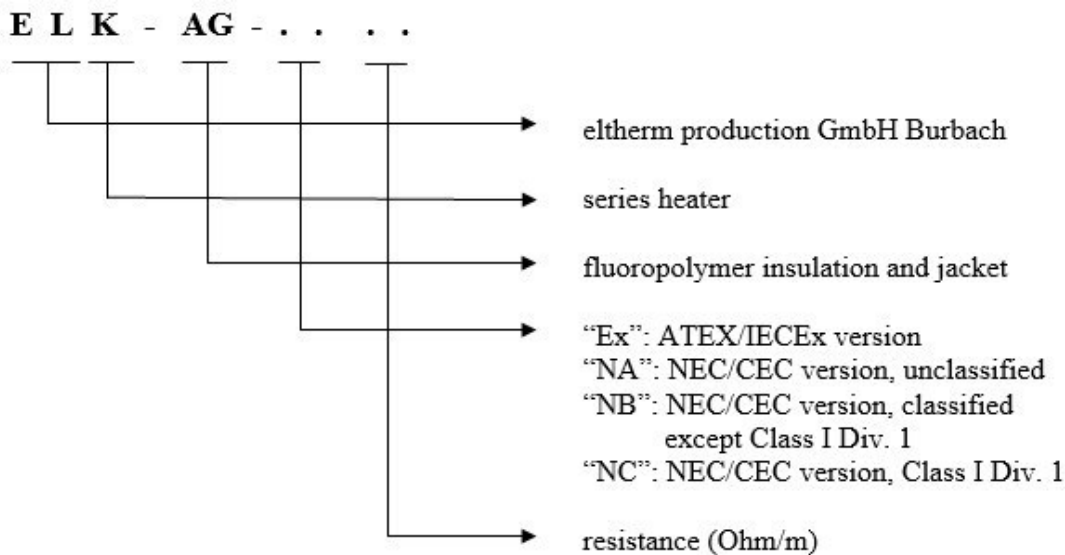 E L K - AG - . . . .
eltherm production GmbH Burbach
series heater
fluoropolymer insulation and jacket
“Ex”: ATEX/IECEx version
“NA”: NEC/CEC version, unclassified
“NB”: NEC/CEC version, classified
except Class I Div. 1
“NC”: NEC/CEC version, Class I Div. 1
resistance (Ohm/m)